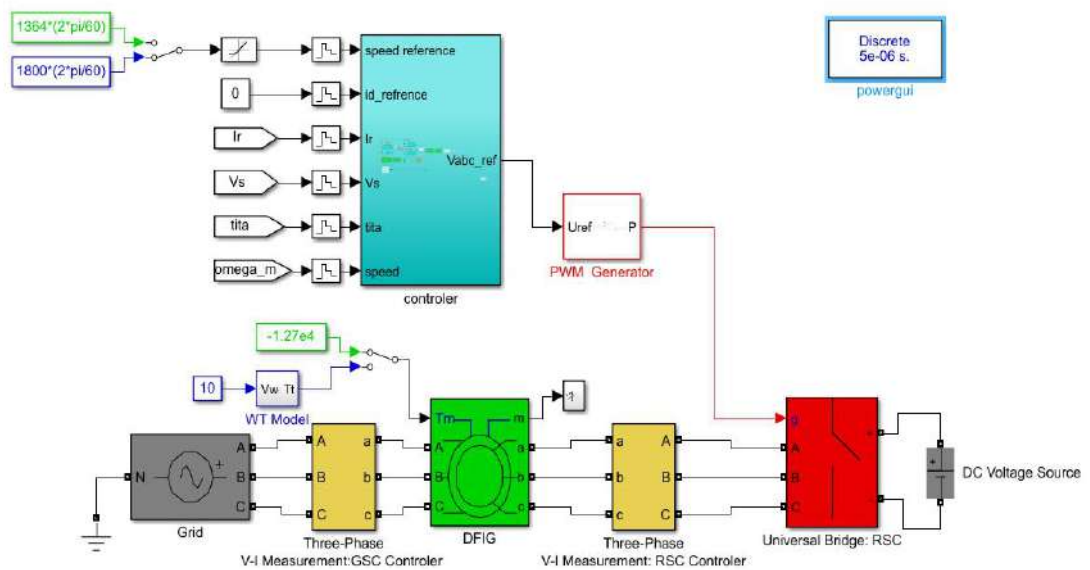 1364*(2*pi/60)
1800*(2*pi/60)
0
Ir
Vs
tita
omega_m
speed reference
id_refrence
Ir
Vs
tita
speed
Vabc_ref
controler
Discrete
5e-06 s.
powergui
Uref
P
PWM Generator
-1.27e4
10
Vw Tt
WT Model
N
+
A
B
C
Grid
A
B
C
a
b
c
Three-Phase
V-I Measurement:GSC Controler
Tm
m
A
B
C
a
b
c
DFIG
a
b
c
A
B
C
Three-Phase
V-I Measurement: RSC Controler
g
A
B
C
+
-
Universal Bridge: RSC
+
DC Voltage Source